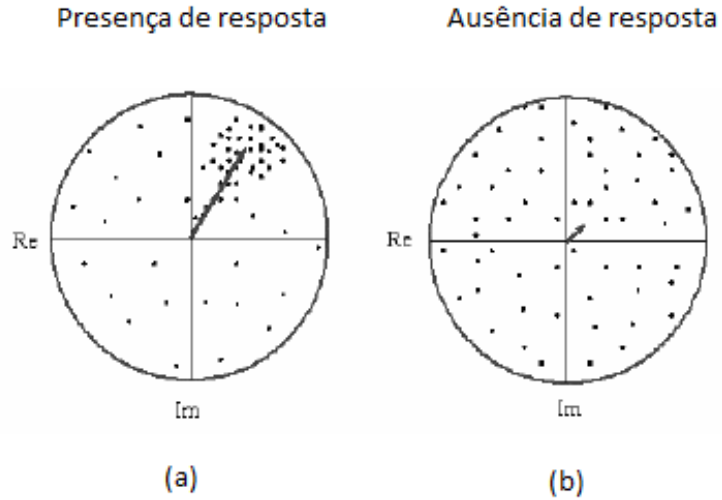 Presença de resposta
Ausência de resposta
Re
Re
Im
Im
(a)
(b)